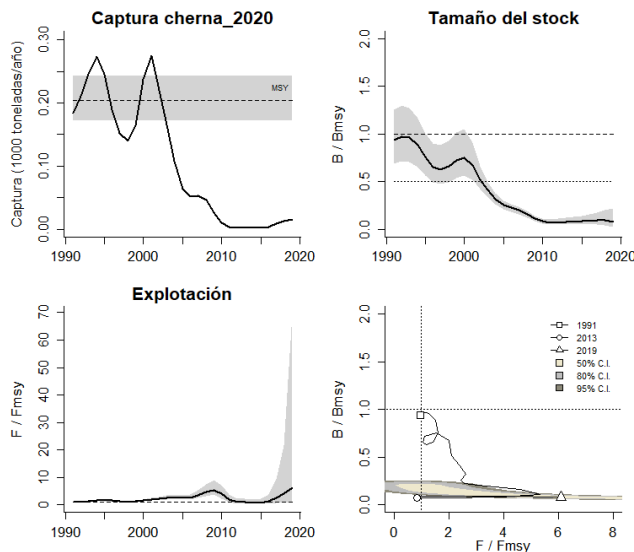 Captura cherna_2020
Captura (1000 toneladas/año)
0.00 0.10 0.20 0.30
MSY
1990 2000 2010 2020
Tamaño del stock
B / Bmsy
0.0 0.5 1.0 1.5 2.0
1990 2000 2010 2020
Explotación
F / Fmsy
0 10 20 30 40 50 60 70
1990 2000 2010 2020
B / Bmsy
0.0 0.5 1.0 1.5 2.0
1991
2013
2019
50% C.I.
80% C.I.
95% C.I.
0 2 4 6 8
F / Fmsy